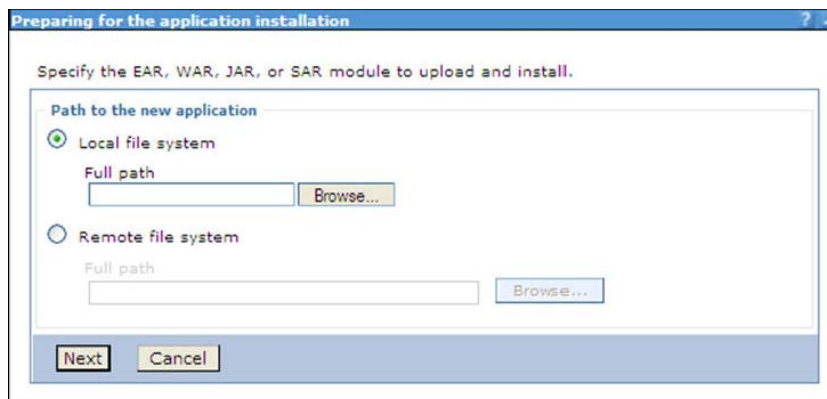 Preparing for the application installation ?
Specify the EAR, WAR, JAR, or SAR module to upload and install.
Path to the new application
Local file system
Full path
Browse...
Remote file system
Full path
Browse...
Next Cancel